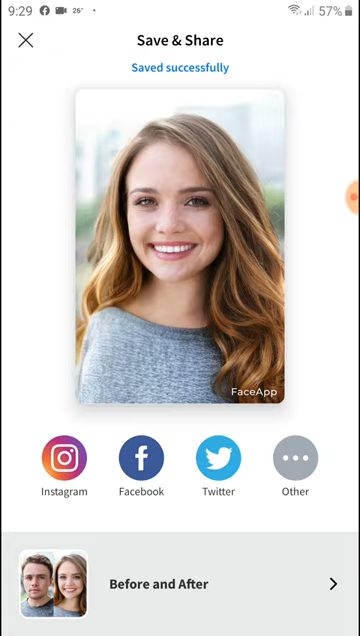 9:29 26° 57%
Save & Share
Saved successfully
FaceApp
Instagram Facebook Twitter Other
Before and After